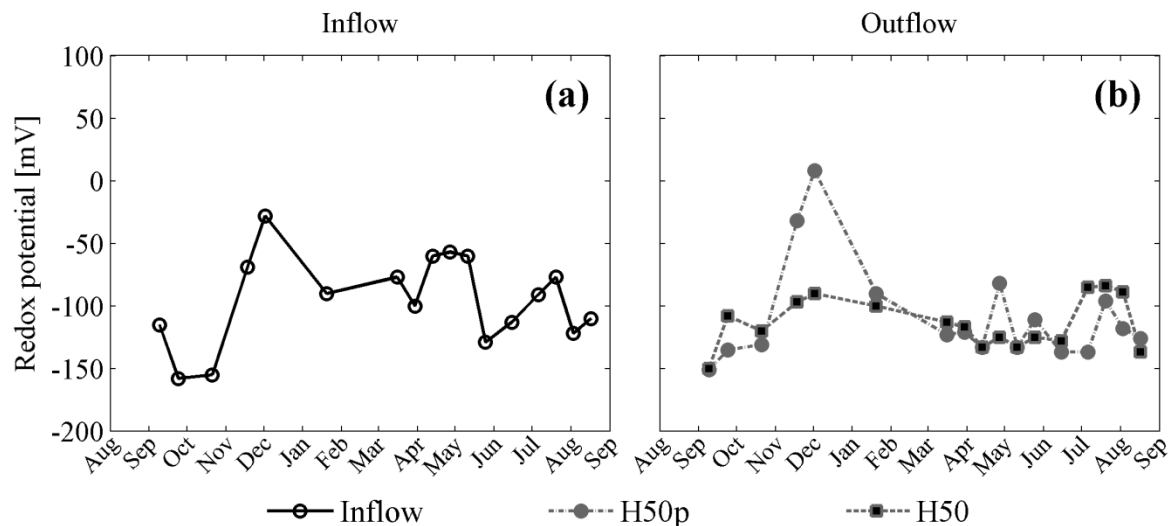 Inflow
Outflow
Redox potential [mV]
100
50
0
-50
-100
-150
-200
(a)
(b)
Aug Sep Oct Nov Dec Jan Feb Mar Apr May Jun Jul Aug Sep
Aug Sep Oct Nov Dec Jan Feb Mar Apr May Jun Jul Aug Sep
Inflow H50p H50